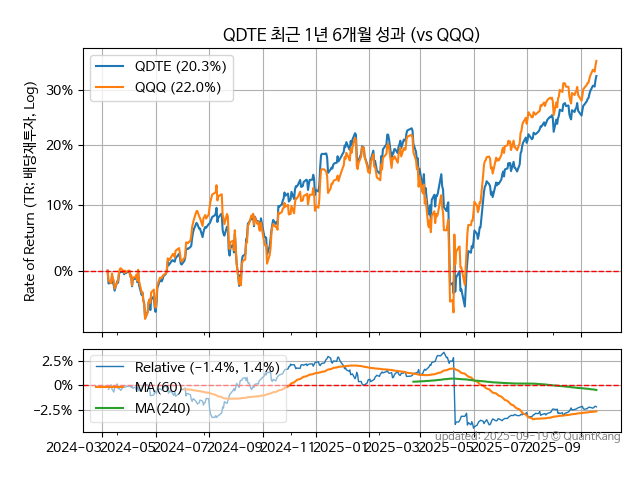 QDTE 최근 1년 6개월 성과 (vs QQQ)
Rate of Return (TR: 배당재투자, Log)
QDTE (20.3%)
QQQ (22.0%)
30%
20%
10%
0%
Relative (−1.4%, 1.4%)
MA(60)
MA(240)
2.5%
0%
−2.5%
2024-03 2024-05 2024-07 2024-09 2024-11 2025-01 2025-03 2025-05 2025-07 2025-09
updated: 2025-09-19 © QuantKang